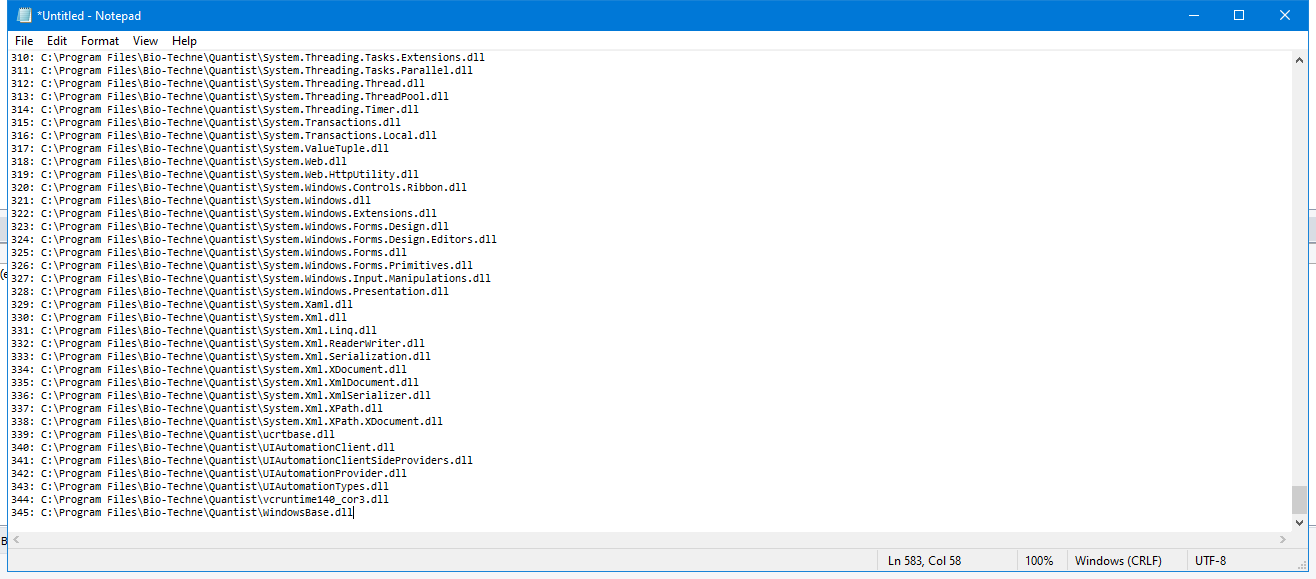 *Untitled - Notepad
File Edit Format View Help
310: C:\Program Files\Bio-Techne\Quantist\System.Threading.Tasks.Extensions.dll
311: C:\Program Files\Bio-Techne\Quantist\System.Threading.Tasks.Parallel.dll
312: C:\Program Files\Bio-Techne\Quantist\System.Threading.Thread.dll
313: C:\Program Files\Bio-Techne\Quantist\System.Threading.ThreadPool.dll
314: C:\Program Files\Bio-Techne\Quantist\System.Threading.Timer.dll
315: C:\Program Files\Bio-Techne\Quantist\System.Transactions.dll
316: C:\Program Files\Bio-Techne\Quantist\System.Transactions.Local.dll
317: C:\Program Files\Bio-Techne\Quantist\System.ValueTuple.dll
318: C:\Program Files\Bio-Techne\Quantist\System.Web.dll
319: C:\Program Files\Bio-Techne\Quantist\System.Web.HttpUtility.dll
320: C:\Program Files\Bio-Techne\Quantist\System.Windows.Controls.Ribbon.dll
321: C:\Program Files\Bio-Techne\Quantist\System.Windows.dll
322: C:\Program Files\Bio-Techne\Quantist\System.Windows.Extensions.dll
323: C:\Program Files\Bio-Techne\Quantist\System.Windows.Forms.Design.dll
324: C:\Program Files\Bio-Techne\Quantist\System.Windows.Forms.Design.Editors.dll
325: C:\Program Files\Bio-Techne\Quantist\System.Windows.Forms.dll
326: C:\Program Files\Bio-Techne\Quantist\System.Windows.Forms.Primitives.dll
327: C:\Program Files\Bio-Techne\Quantist\System.Windows.Input.Manipulations.dll
328: C:\Program Files\Bio-Techne\Quantist\System.Windows.Presentation.dll
329: C:\Program Files\Bio-Techne\Quantist\System.Xaml.dll
330: C:\Program Files\Bio-Techne\Quantist\System.Xml.dll
331: C:\Program Files\Bio-Techne\Quantist\System.Xml.Linq.dll
332: C:\Program Files\Bio-Techne\Quantist\System.Xml.ReaderWriter.dll
333: C:\Program Files\Bio-Techne\Quantist\System.Xml.Serialization.dll
334: C:\Program Files\Bio-Techne\Quantist\System.Xml.XDocument.dll
335: C:\Program Files\Bio-Techne\Quantist\System.Xml.XmlDocument.dll
336: C:\Program Files\Bio-Techne\Quantist\System.Xml.XmlSerializer.dll
337: C:\Program Files\Bio-Techne\Quantist\System.Xml.XPath.dll
338: C:\Program Files\Bio-Techne\Quantist\System.Xml.XPath.XDocument.dll
339: C:\Program Files\Bio-Techne\Quantist\ucrtbase.dll
340: C:\Program Files\Bio-Techne\Quantist\UIAutomationClient.dll
341: C:\Program Files\Bio-Techne\Quantist\UIAutomationClientSideProviders.dll
342: C:\Program Files\Bio-Techne\Quantist\UIAutomationProvider.dll
343: C:\Program Files\Bio-Techne\Quantist\UIAutomationTypes.dll
344: C:\Program Files\Bio-Techne\Quantist\vcruntime140_cor3.dll
345: C:\Program Files\Bio-Techne\Quantist\WindowsBase.dll
Ln 583, Col 58 100% Windows (CRLF) UTF-8